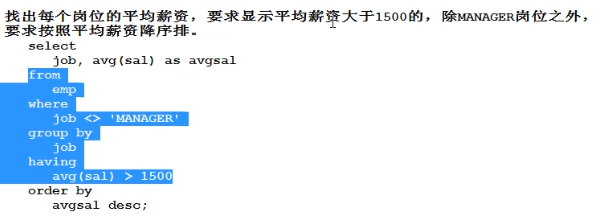 找出每个岗位的平均薪资，要求显示平均薪资大于1500的，除MANAGER岗位之外，
要求按照平均薪资降序排。
select
job, avg(sal) as avgsal
from
emp
where
job <> 'MANAGER'
group by
job
having
avg(sal) > 1500
order by
avgsal desc;